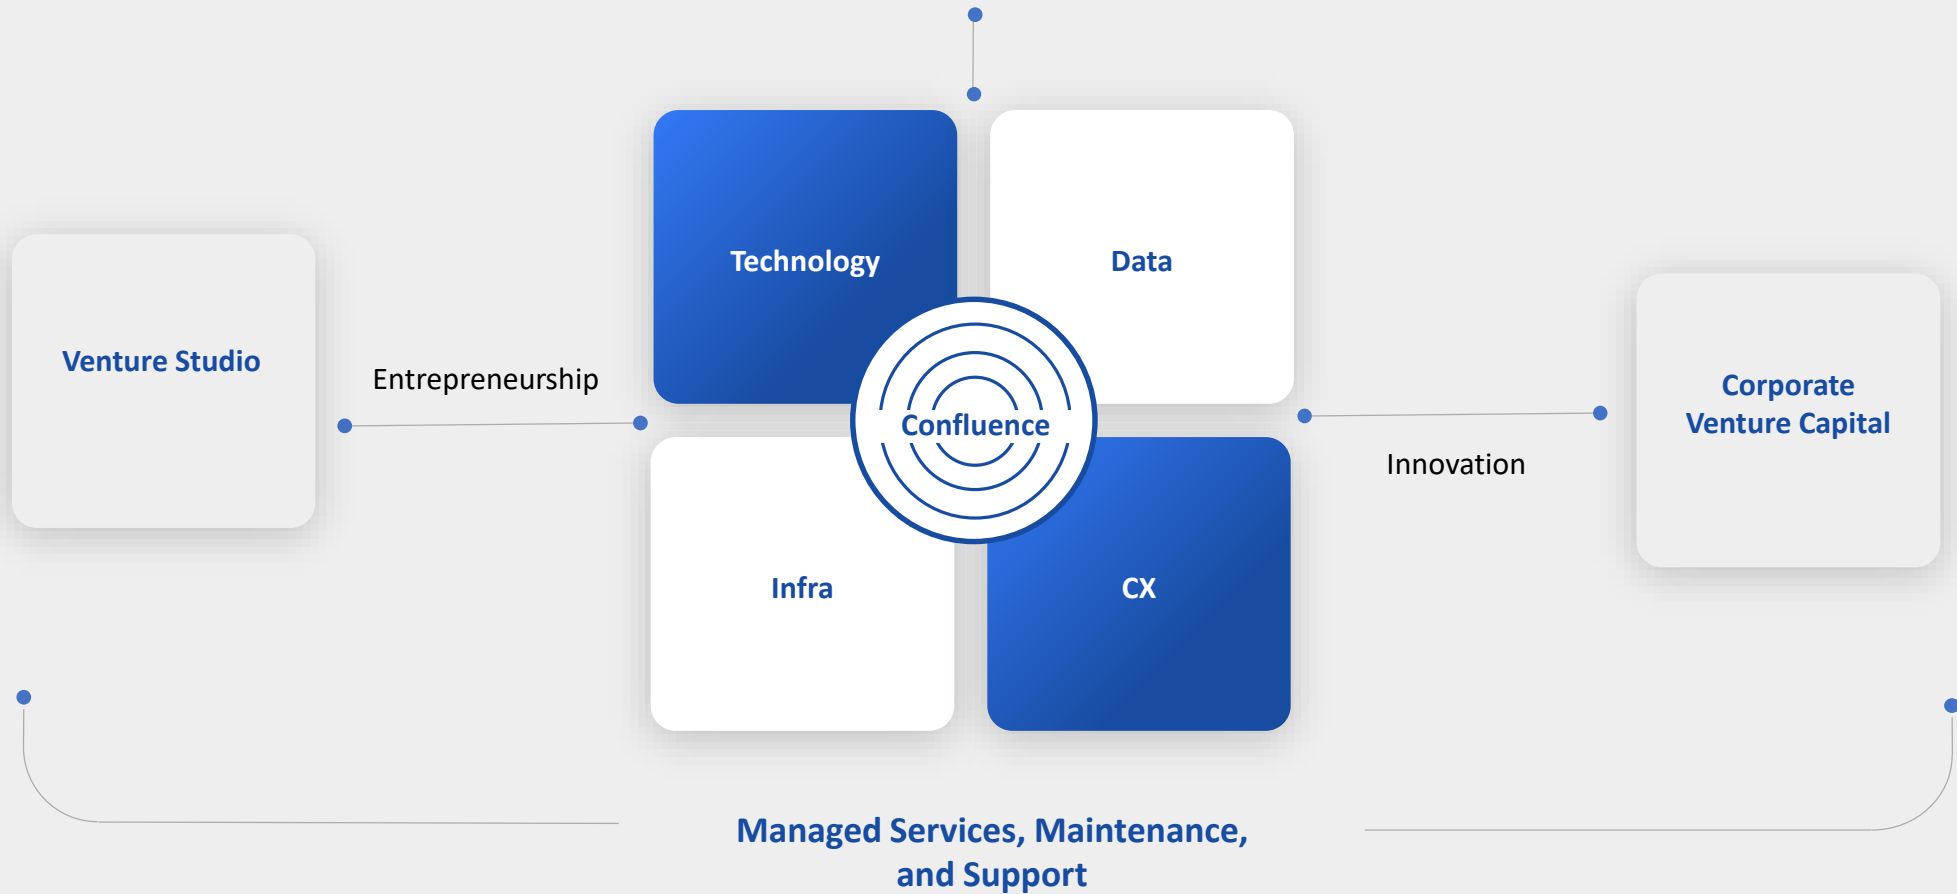 Technology
Data
Venture Studio
Entrepreneurship
Confluence
Corporate
Venture Capital
Innovation
Infra
CX
Managed Services, Maintenance,
and Support